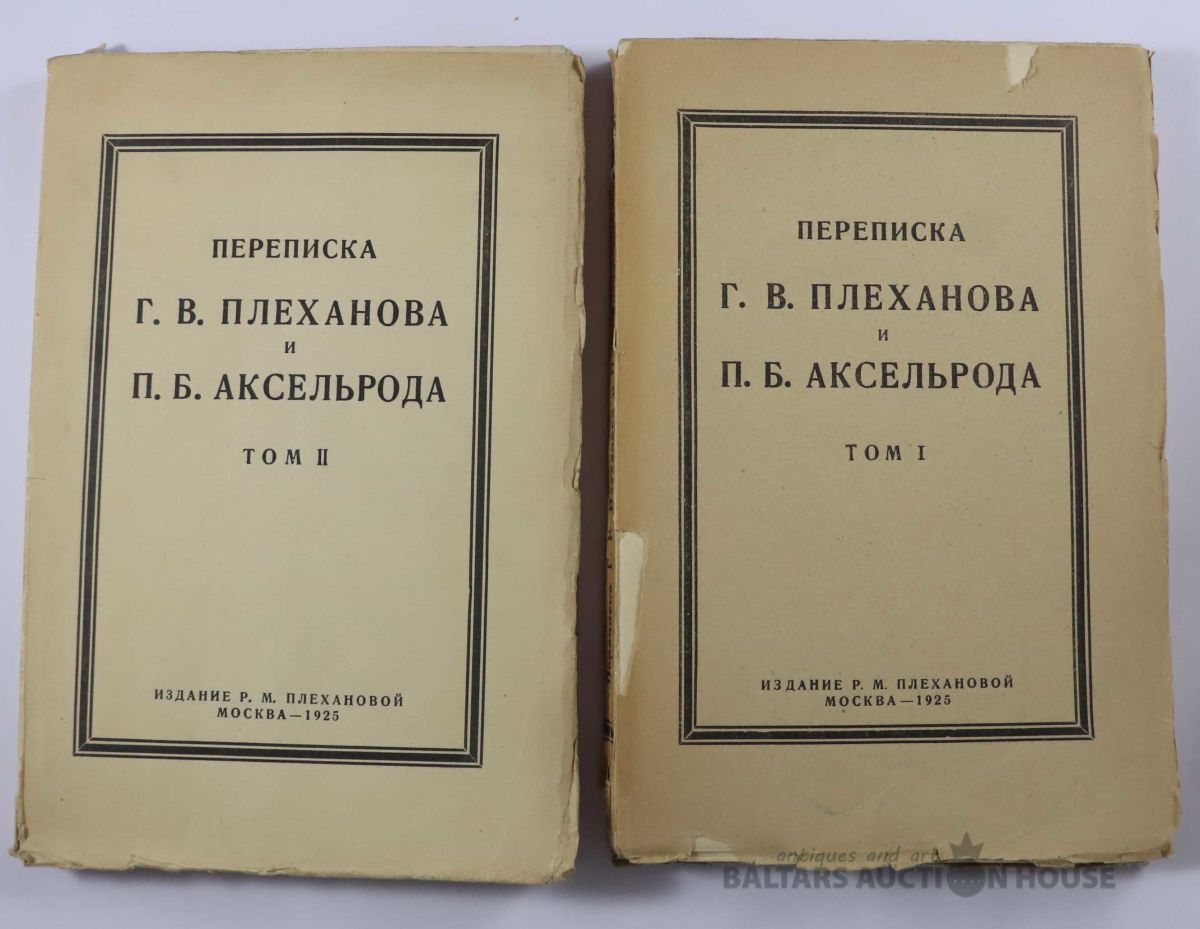 ПЕРЕПИСКА
Г. В. ПЛЕХАНОВА
И
П. Б. АКСЕЛЬРОДА
ТОМ II
ИЗДАНИЕ Р. М. ПЛЕХАНОВОЙ
МОСКВА—1925
ПЕРЕПИСКА
Г. В. ПЛЕХАНОВА
И
П. Б. АКСЕЛЬРОДА
ТОМ I
ИЗДАНИЕ Р. М. ПЛЕХАНОВОЙ
МОСКВА—1925
antiques and art
BALTARS AUCTION HOUSE